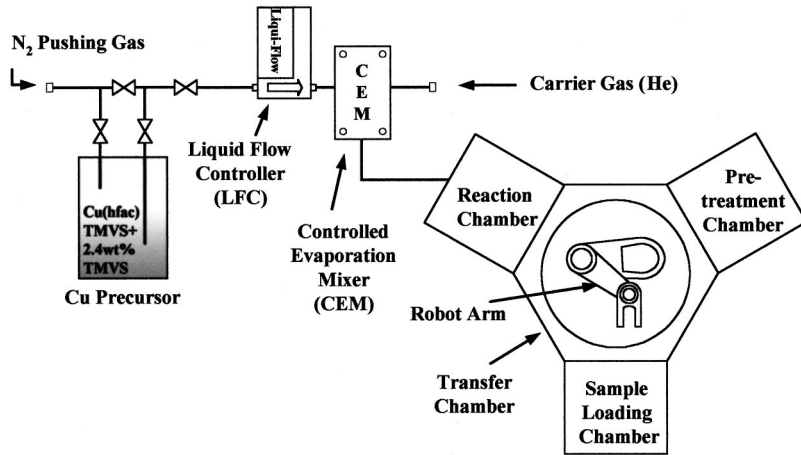 N2 Pushing Gas
Liqui-Flow
C
E
M
Carrier Gas (He)
Liquid Flow
Controller
(LFC)
Reaction
Chamber
Pre-
treatment
Chamber
Cu(hfac)
TMVS+
2.4wt%
TMVS
Cu Precursor
Controlled
Evaporation
Mixer
(CEM)
Robot Arm
Transfer
Chamber
Sample
Loading
Chamber